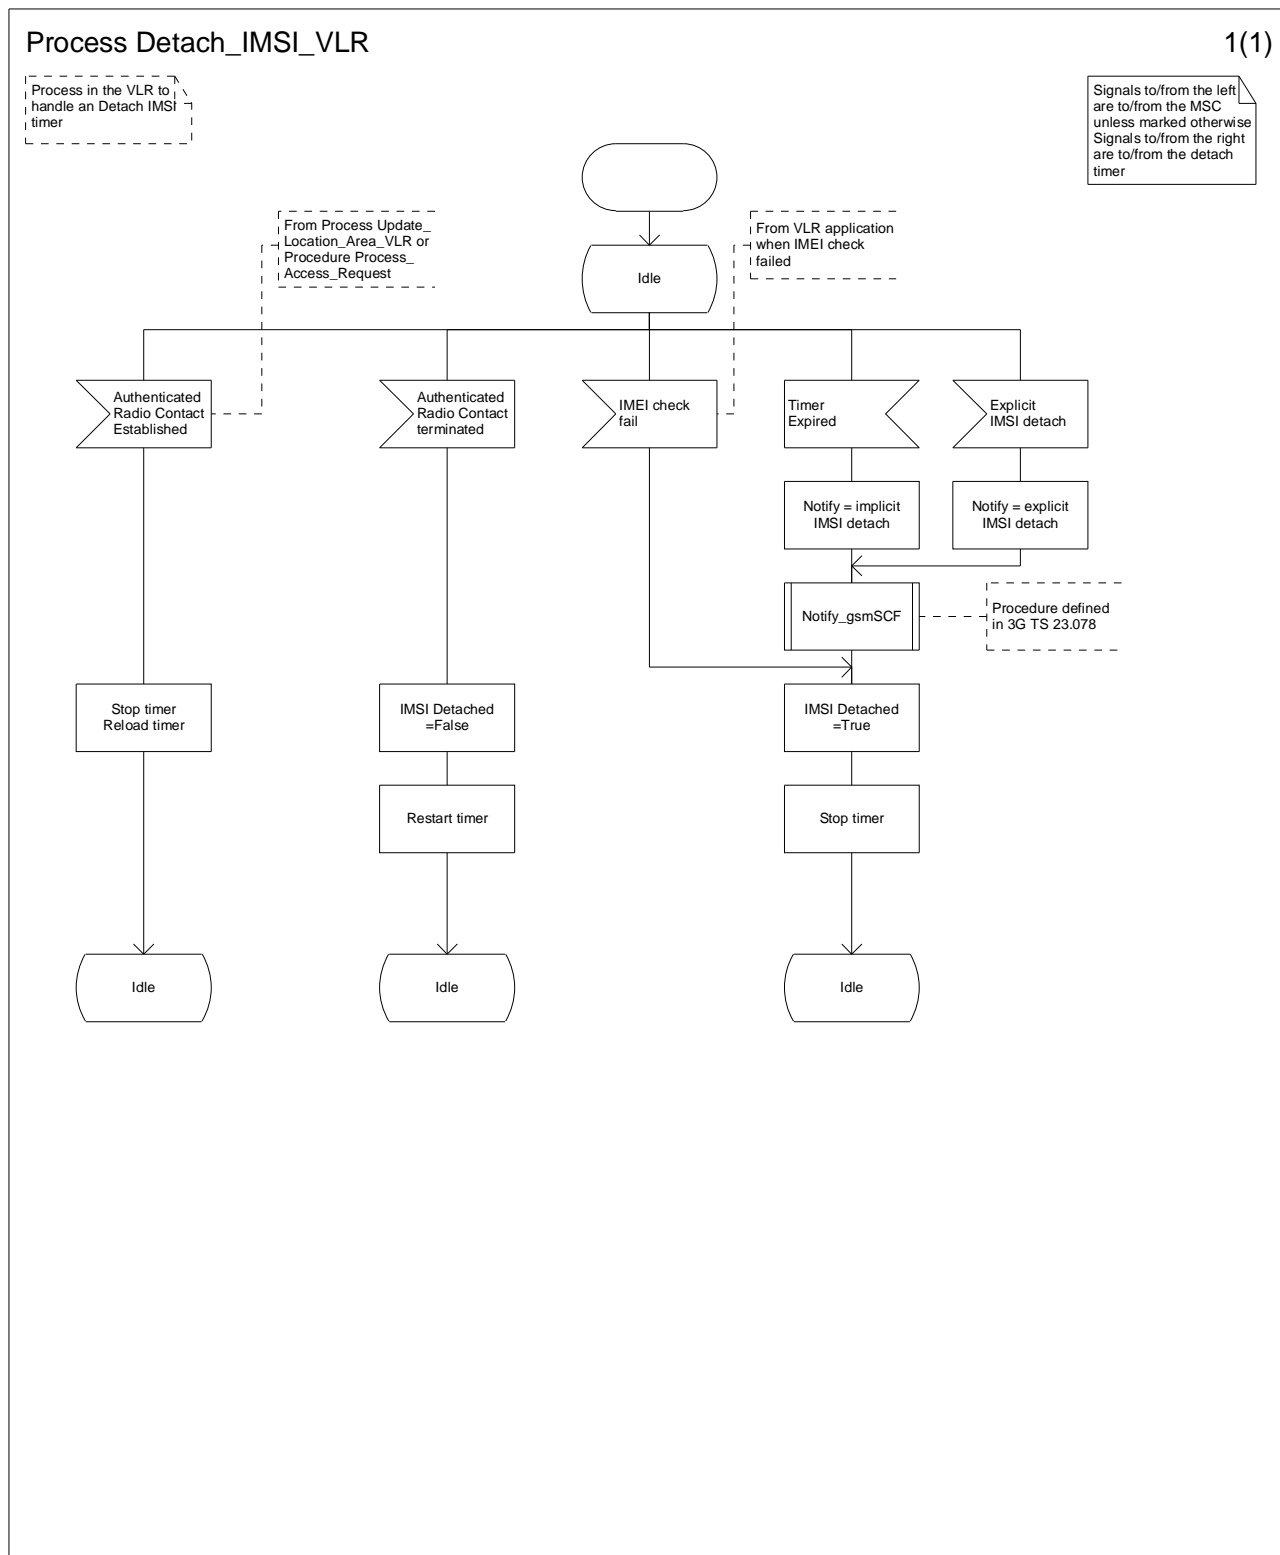 Process Detach_IMSI_VLR
1(1)
Process in the VLR to
handle an Detach IMSI
timer
Signals to/from the left
are to/from the MSC
unless marked otherwise
Signals to/from the right
are to/from the detach
timer
From Process Update_
Location_Area_VLR or
Procedure Process_
Access_Request
From VLR application
when IMEI check
failed
Idle
Authenticated
Radio Contact
Established
Authenticated
Radio Contact
terminated
IMEI check
fail
Timer
Expired
Explicit
IMSI detach
Notify = implicit
IMSI detach
Notify = explicit
IMSI detach
Notify_gsmSCF
Procedure defined
in 3G TS 23.078
Stop timer
Reload timer
IMSI Detached
=False
IMSI Detached
=True
Restart timer
Stop timer
Idle
Idle
Idle